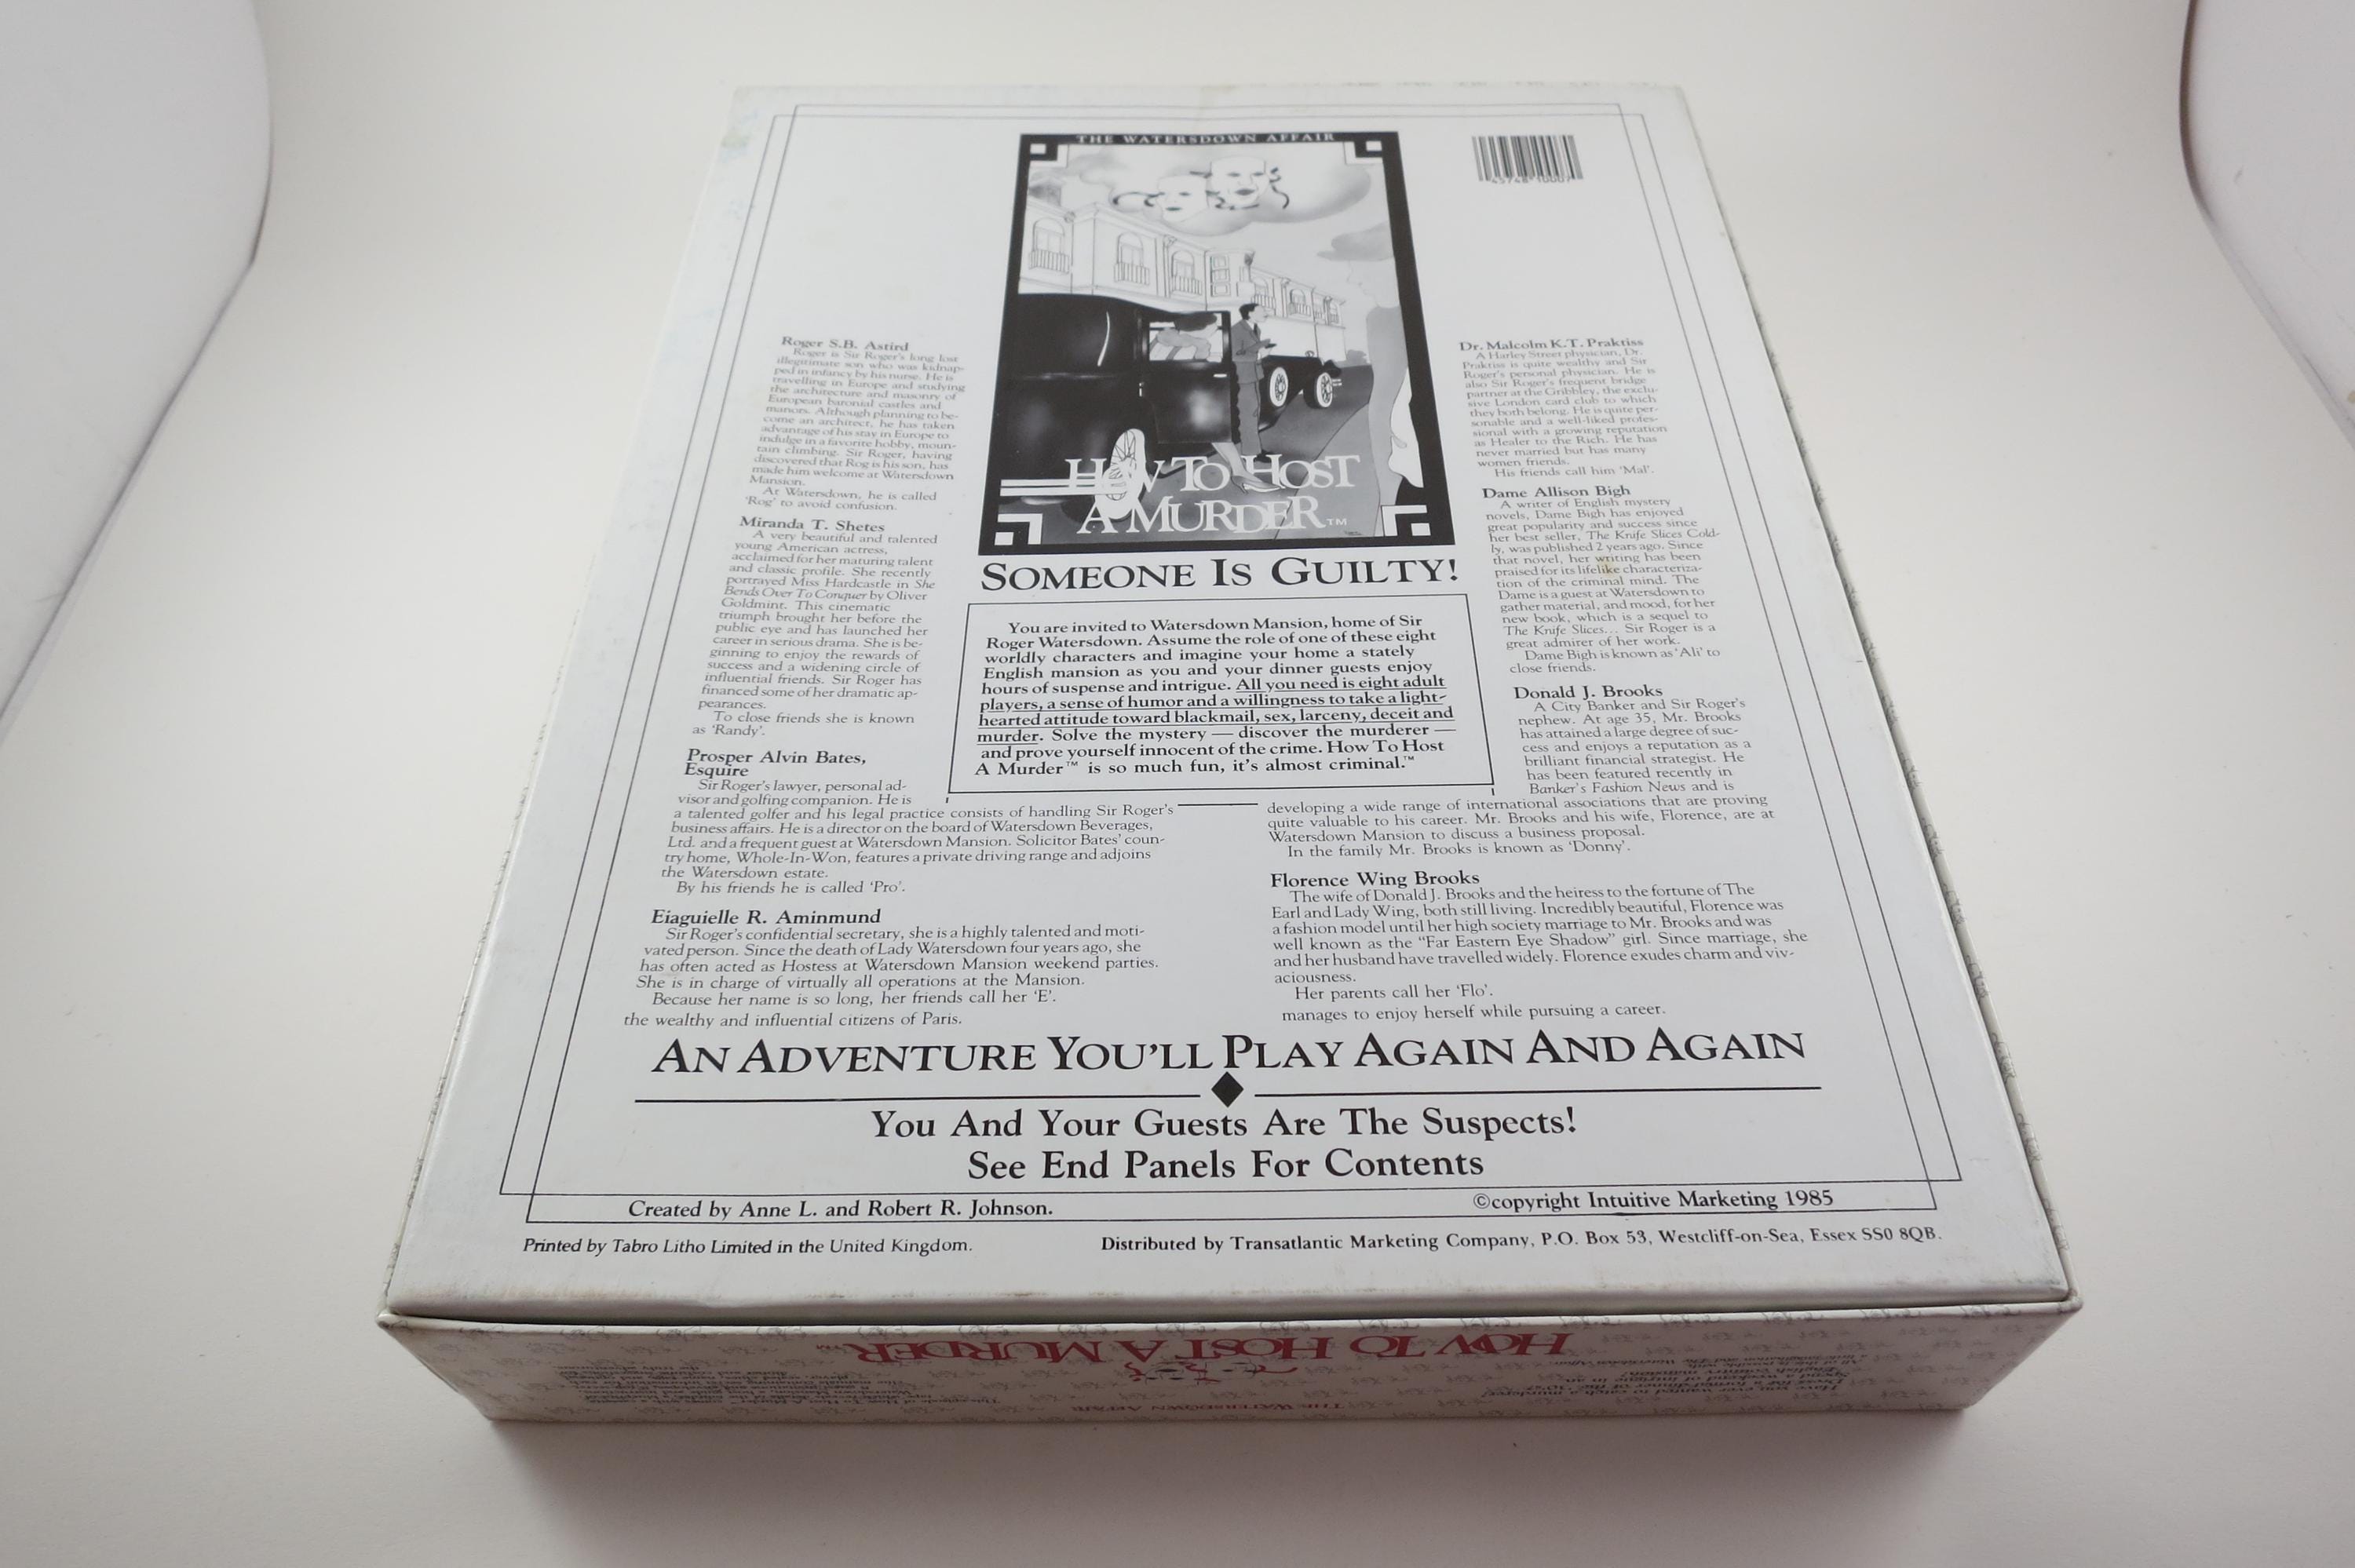 THE WATERSDOWN AFFAIR
HOW TO HOST
A MURDER™
SOMEONE IS GUILTY!
You are invited to Watersdown Mansion, home of Sir
Roger Watersdown. Assume the role of one of these eight
worldly characters and imagine your home a stately
English mansion as you and your dinner guests enjoy
hours of suspense and intrigue. All you need is eight adult
players, a sense of humor and a willingness to take a light-
hearted attitude toward blackmail, sex, larceny, deceit and
murder. Solve the mystery — discover the murderer —
and prove yourself innocent of the crime. How To Host
A Murder™ is so much fun, it's almost criminal.™
Roger S.B. Astird
Roger is Sir Roger's long lost
illegitimate son who was kidnap-
ped in infancy by his nurse. He is
travelling in Europe and studying
the architecture and masonry of
European baronial castles and
manors. Although planning to be-
come an architect, he has taken
advantage of his stay in Europe to
indulge in a favorite hobby, moun-
tain climbing. Sir Roger, having
discovered that Rog is his son, has
made him welcome at Watersdown
Mansion.
At Watersdown, he is called
'Rog' to avoid confusion.
Miranda T. Shetes
A very beautiful and talented
young American actress,
acclaimed for her maturing talent
and classic profile. She recently
portrayed Miss Hardcastle in She
Bends Over To Conquer by Oliver
Goldmint. This cinematic
triumph brought her before the
public eye and has launched her
career in serious drama. She is be-
ginning to enjoy the rewards of
success and a widening circle of
influential friends. Sir Roger has
financed some of her dramatic ap-
pearances.
To close friends she is known
as 'Randy'.
Prosper Alvin Bates,
Esquire
Sir Roger's lawyer, personal ad-
visor and golfing companion. He is
a talented golfer and his legal practice consists of handling Sir Roger's
business affairs. He is a director on the board of Watersdown Beverages,
Ltd. and a frequent guest at Watersdown Mansion. Solicitor Bates' coun-
try home, Whole-In-Won, features a private driving range and adjoins
the Watersdown estate.
By his friends he is called 'Pro'.
Eiaguielle R. Aminmund
Sir Roger's confidential secretary, she is a highly talented and moti-
vated person. Since the death of Lady Watersdown four years ago, she
has often acted as Hostess at Watersdown Mansion weekend parties.
She is in charge of virtually all operations at the Mansion.
Because her name is so long, her friends call her 'E'.
the wealthy and influential citizens of Paris.
Dr. Malcolm K.T. Praktiss
A Harley Street physician, Dr.
Praktiss is quite wealthy and Sir
Roger's personal physician. He is
also Sir Roger's frequent bridge
partner at the Gribbley, the exclu-
sive London card club to which
they both belong. He is quite per-
sonable and a well-liked profes-
sional with a growing reputation
as Healer to the Rich. He has
never married but has many
women friends.
His friends call him 'Mal'.
Dame Allison Bigh
A writer of English mystery
novels, Dame Bigh has enjoyed
great popularity and success since
her best seller, The Knife Slices Cold-
ly, was published 2 years ago. Since
that novel, her writing has been
praised for its lifelike characteriza-
tion of the criminal mind. The
Dame is a guest at Watersdown to
gather material, and mood, for her
new book, which is a sequel to
The Knife Slices... Sir Roger is a
great admirer of her work.
Dame Bigh is known as 'Ali' to
close friends.
Donald J. Brooks
A City Banker and Sir Roger's
nephew. At age 35, Mr. Brooks
has attained a large degree of suc-
cess and enjoys a reputation as a
brilliant financial strategist. He
has been featured recently in
Banker's Fashion News and is
developing a wide range of international associations that are proving
quite valuable to his career. Mr. Brooks and his wife, Florence, are at
Watersdown Mansion to discuss a business proposal.
In the family Mr. Brooks is known as 'Donny'.
Florence Wing Brooks
The wife of Donald J. Brooks and the heiress to the fortune of The
Earl and Lady Wing, both still living. Incredibly beautiful, Florence was
a fashion model until her high society marriage to Mr. Brooks and was
well known as the "Far Eastern Eye Shadow" girl. Since marriage, she
and her husband have travelled widely. Florence exudes charm and viv-
aciousness.
Her parents call her 'Flo'.
manages to enjoy herself while pursuing a career.
AN ADVENTURE YOU'LL PLAY AGAIN AND AGAIN
You And Your Guests Are The Suspects!
See End Panels For Contents
Created by Anne L. and Robert R. Johnson.
©copyright Intuitive Marketing 1985
Printed by Tabro Litho Limited in the United Kingdom.
Distributed by Transatlantic Marketing Company, P.O. Box 53, Westcliff-on-Sea, Essex SS0 8QB.
HOW TO HOST A MURDER™
THE WATERSDOWN AFFAIR